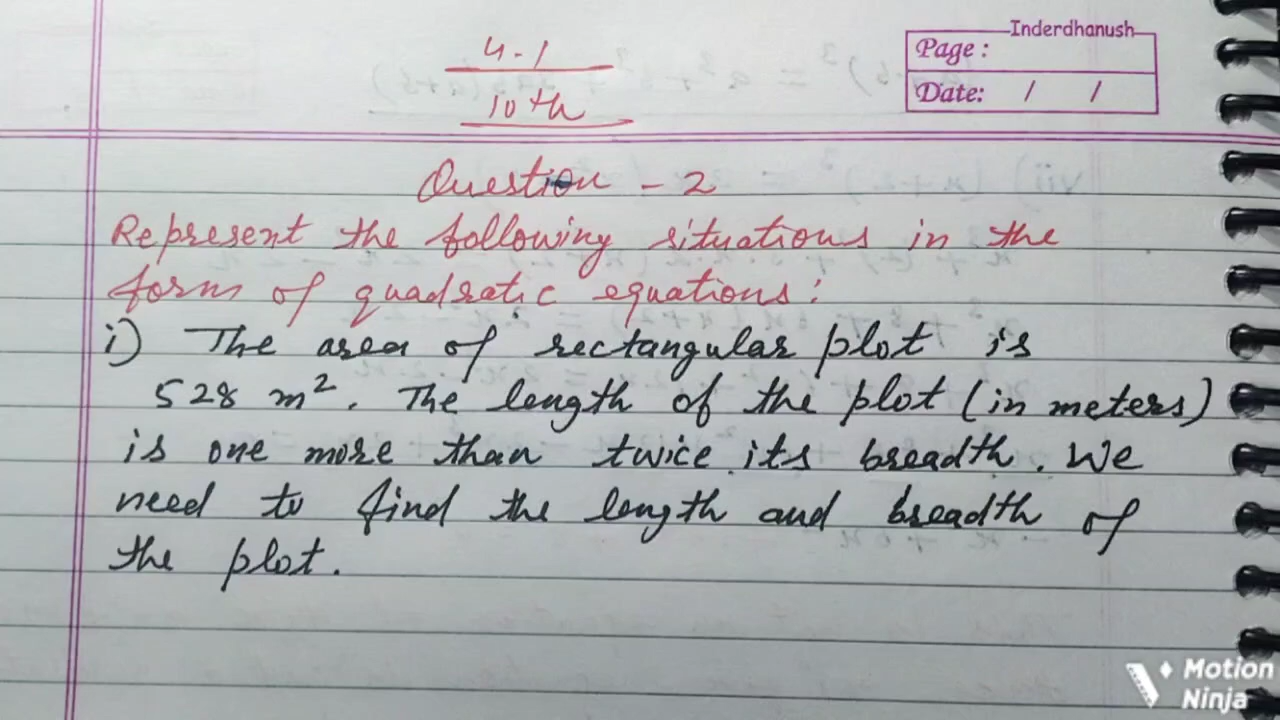 4.1
10th
Inderdhanush
Page :
Date: / /
Question - 2
Represent the following situations in the
form of quadratic equations:
i) The area of rectangular plot is
528 m². The length of the plot (in meters)
is one more than twice its breadth. We
need to find the length and breadth of
the plot.
Motion
Ninja